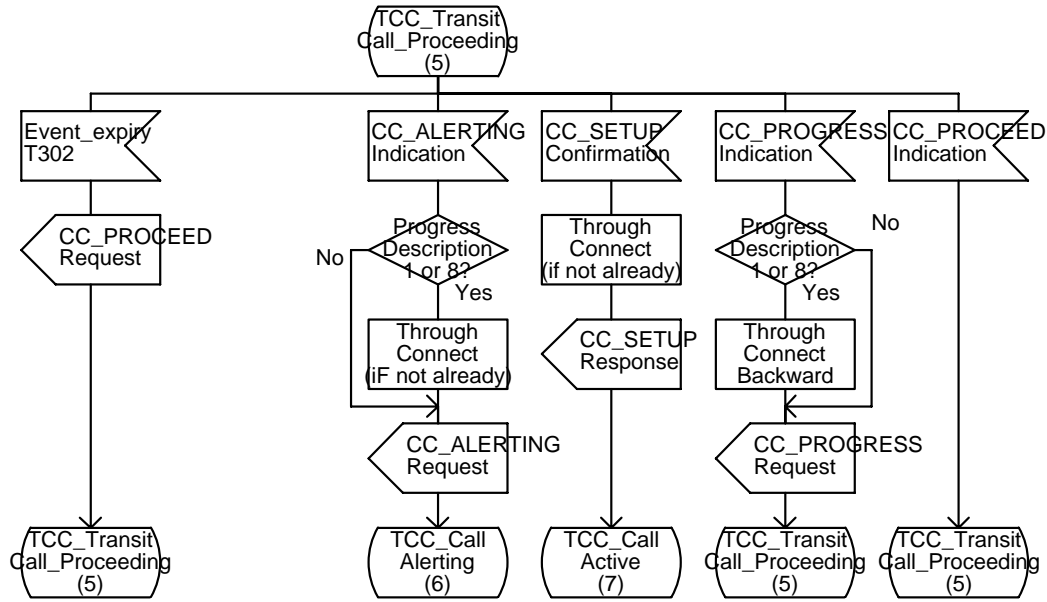 TCC_Transit
Call_Proceeding
(5)
Event_expiry
T302
CC_ALERTING
Indication
CC_SETUP
Confirmation
CC_PROGRESS
Indication
CC_PROCEED
Indication
CC_PROCEED
Request
No
Progress
Description
1 or 8?
Yes
Through
Connect
(if not already)
Progress
Description
1 or 8?
No
Yes
Through
Connect
(iF not already)
CC_SETUP
Response
Through
Connect
Backward
CC_ALERTING
Request
CC_PROGRESS
Request
TCC_Transit
Call_Proceeding
(5)
TCC_Call
Alerting
(6)
TCC_Call
Active
(7)
TCC_Transit
Call_Proceeding
(5)
TCC_Transit
Call_Proceeding
(5)